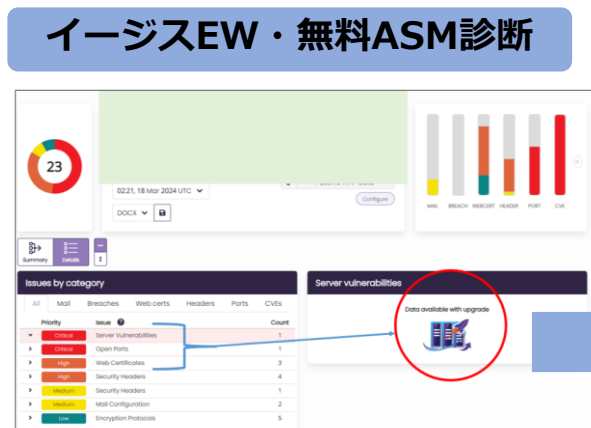 イージスEW・無料ASM診断
23
02:21, 18 Mar 2024 UTC
Configure
DOCX
MAIL BREACH WEBCERT HEADER PORT CVE
Summary Details
Issues by category
Server vulnerabilities
All Mail Breaches Web certs Headers Ports CVEs
Data available with upgrade
Priority Issue Count
Critical Server Vulnerabilities 1
Critical Open Ports 1
High Web Certificates 3
High Security Headers 4
Medium Security Headers 1
Medium Mail Configuration 2
Low Encryption Protocols 5